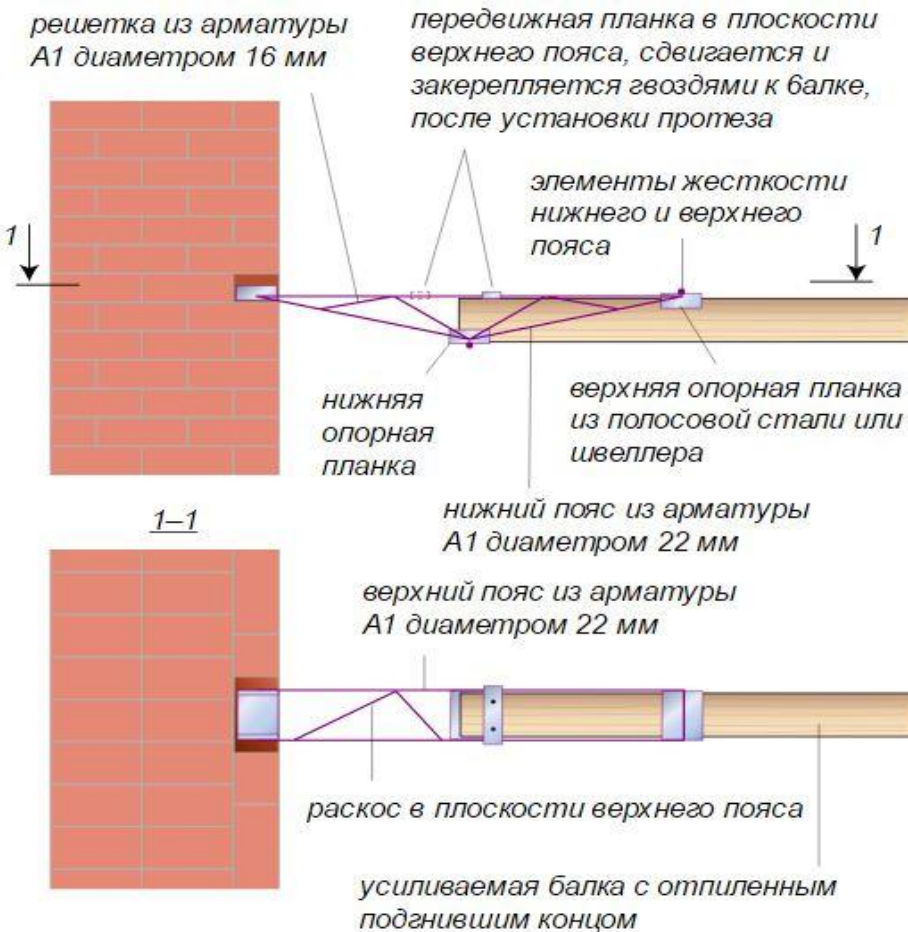 решетка из арматуры
А1 диаметром 16 мм
передвижная планка в плоскости
верхнего пояса, сдвигается и
закерепляется гвоздями к балке,
после установки протеза
элементы жесткости
нижнего и верхнего
пояса
1
1
нижняя
опорная
планка
верхняя опорная планка
из полосовой стали или
швеллера
нижний пояс из арматуры
А1 диаметром 22 мм
1–1
верхний пояс из арматуры
А1 диаметром 22 мм
раскос в плоскости верхнего пояса
усиливаемая балка с отпиленным
подгнившим концом